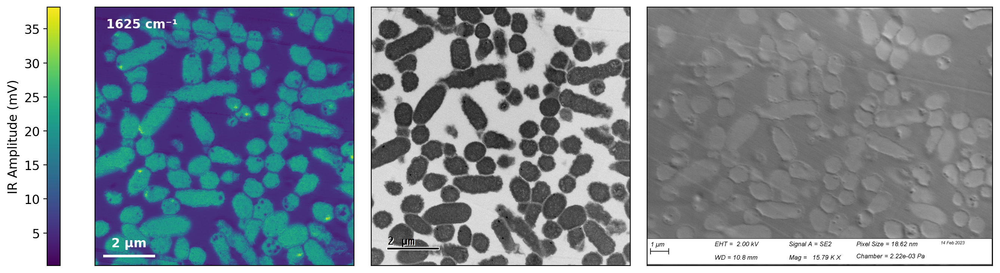 IR Amplitude (mV)
35
30
25
20
15
10
5
1625 cm⁻¹
2 μm
2 μm
1 μm
EHT = 2.00 kV
WD = 10.8 mm
Signal A = SE2
Mag = 15.79 K X
Pixel Size = 18.62 nm
Chamber = 2.22e-03 Pa
14 Feb 2023